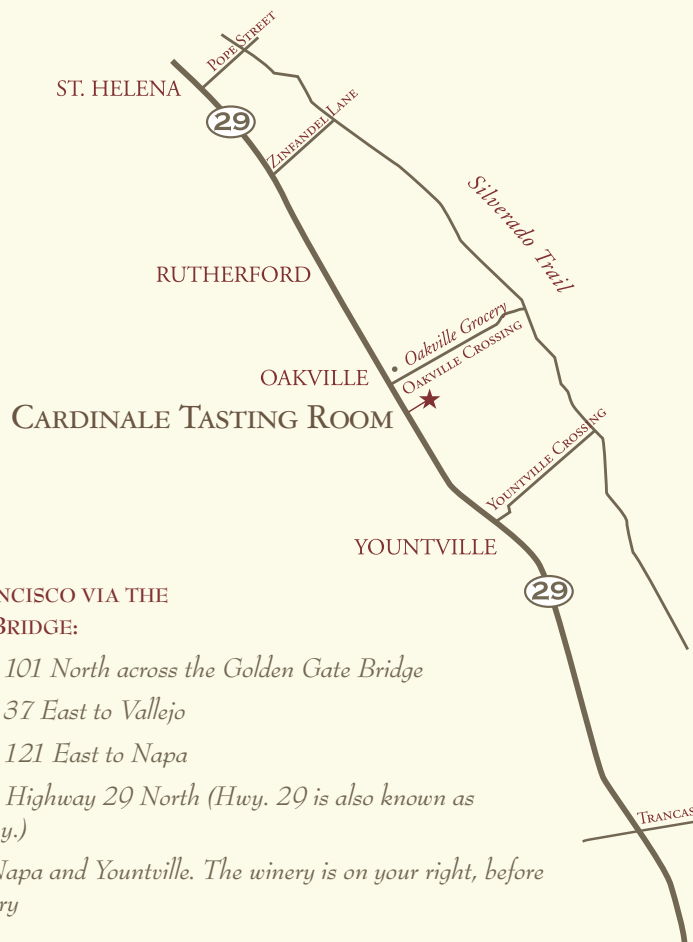 Pope Street
ST. HELENA
29
Zinfandel Lane
Silverado Trail
RUTHERFORD
Oakville Grocery
Oakville Crossing
OAKVILLE
Cardinale Tasting Room
Yountville Crossing
YOUNTVILLE
29
ncisco via the
Bridge:
101 North across the Golden Gate Bridge
37 East to Vallejo
121 East to Napa
Highway 29 North (Hwy. 29 is also known as
y.)
Trancas
Napa and Yountville. The winery is on your right, before
ry